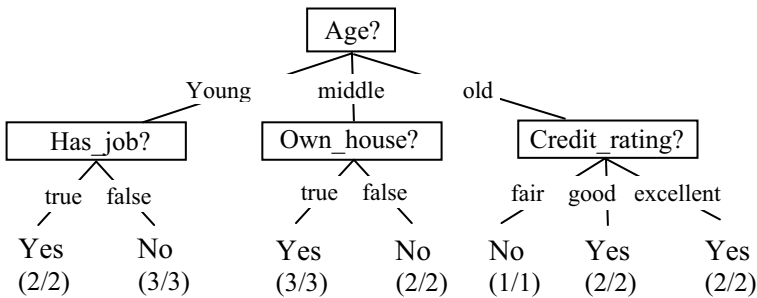 Age?
Young middle old
Has_job? Own_house? Credit_rating?
true false true false fair good excellent
Yes No Yes No No Yes Yes
(2/2) (3/3) (3/3) (2/2) (1/1) (2/2) (2/2)